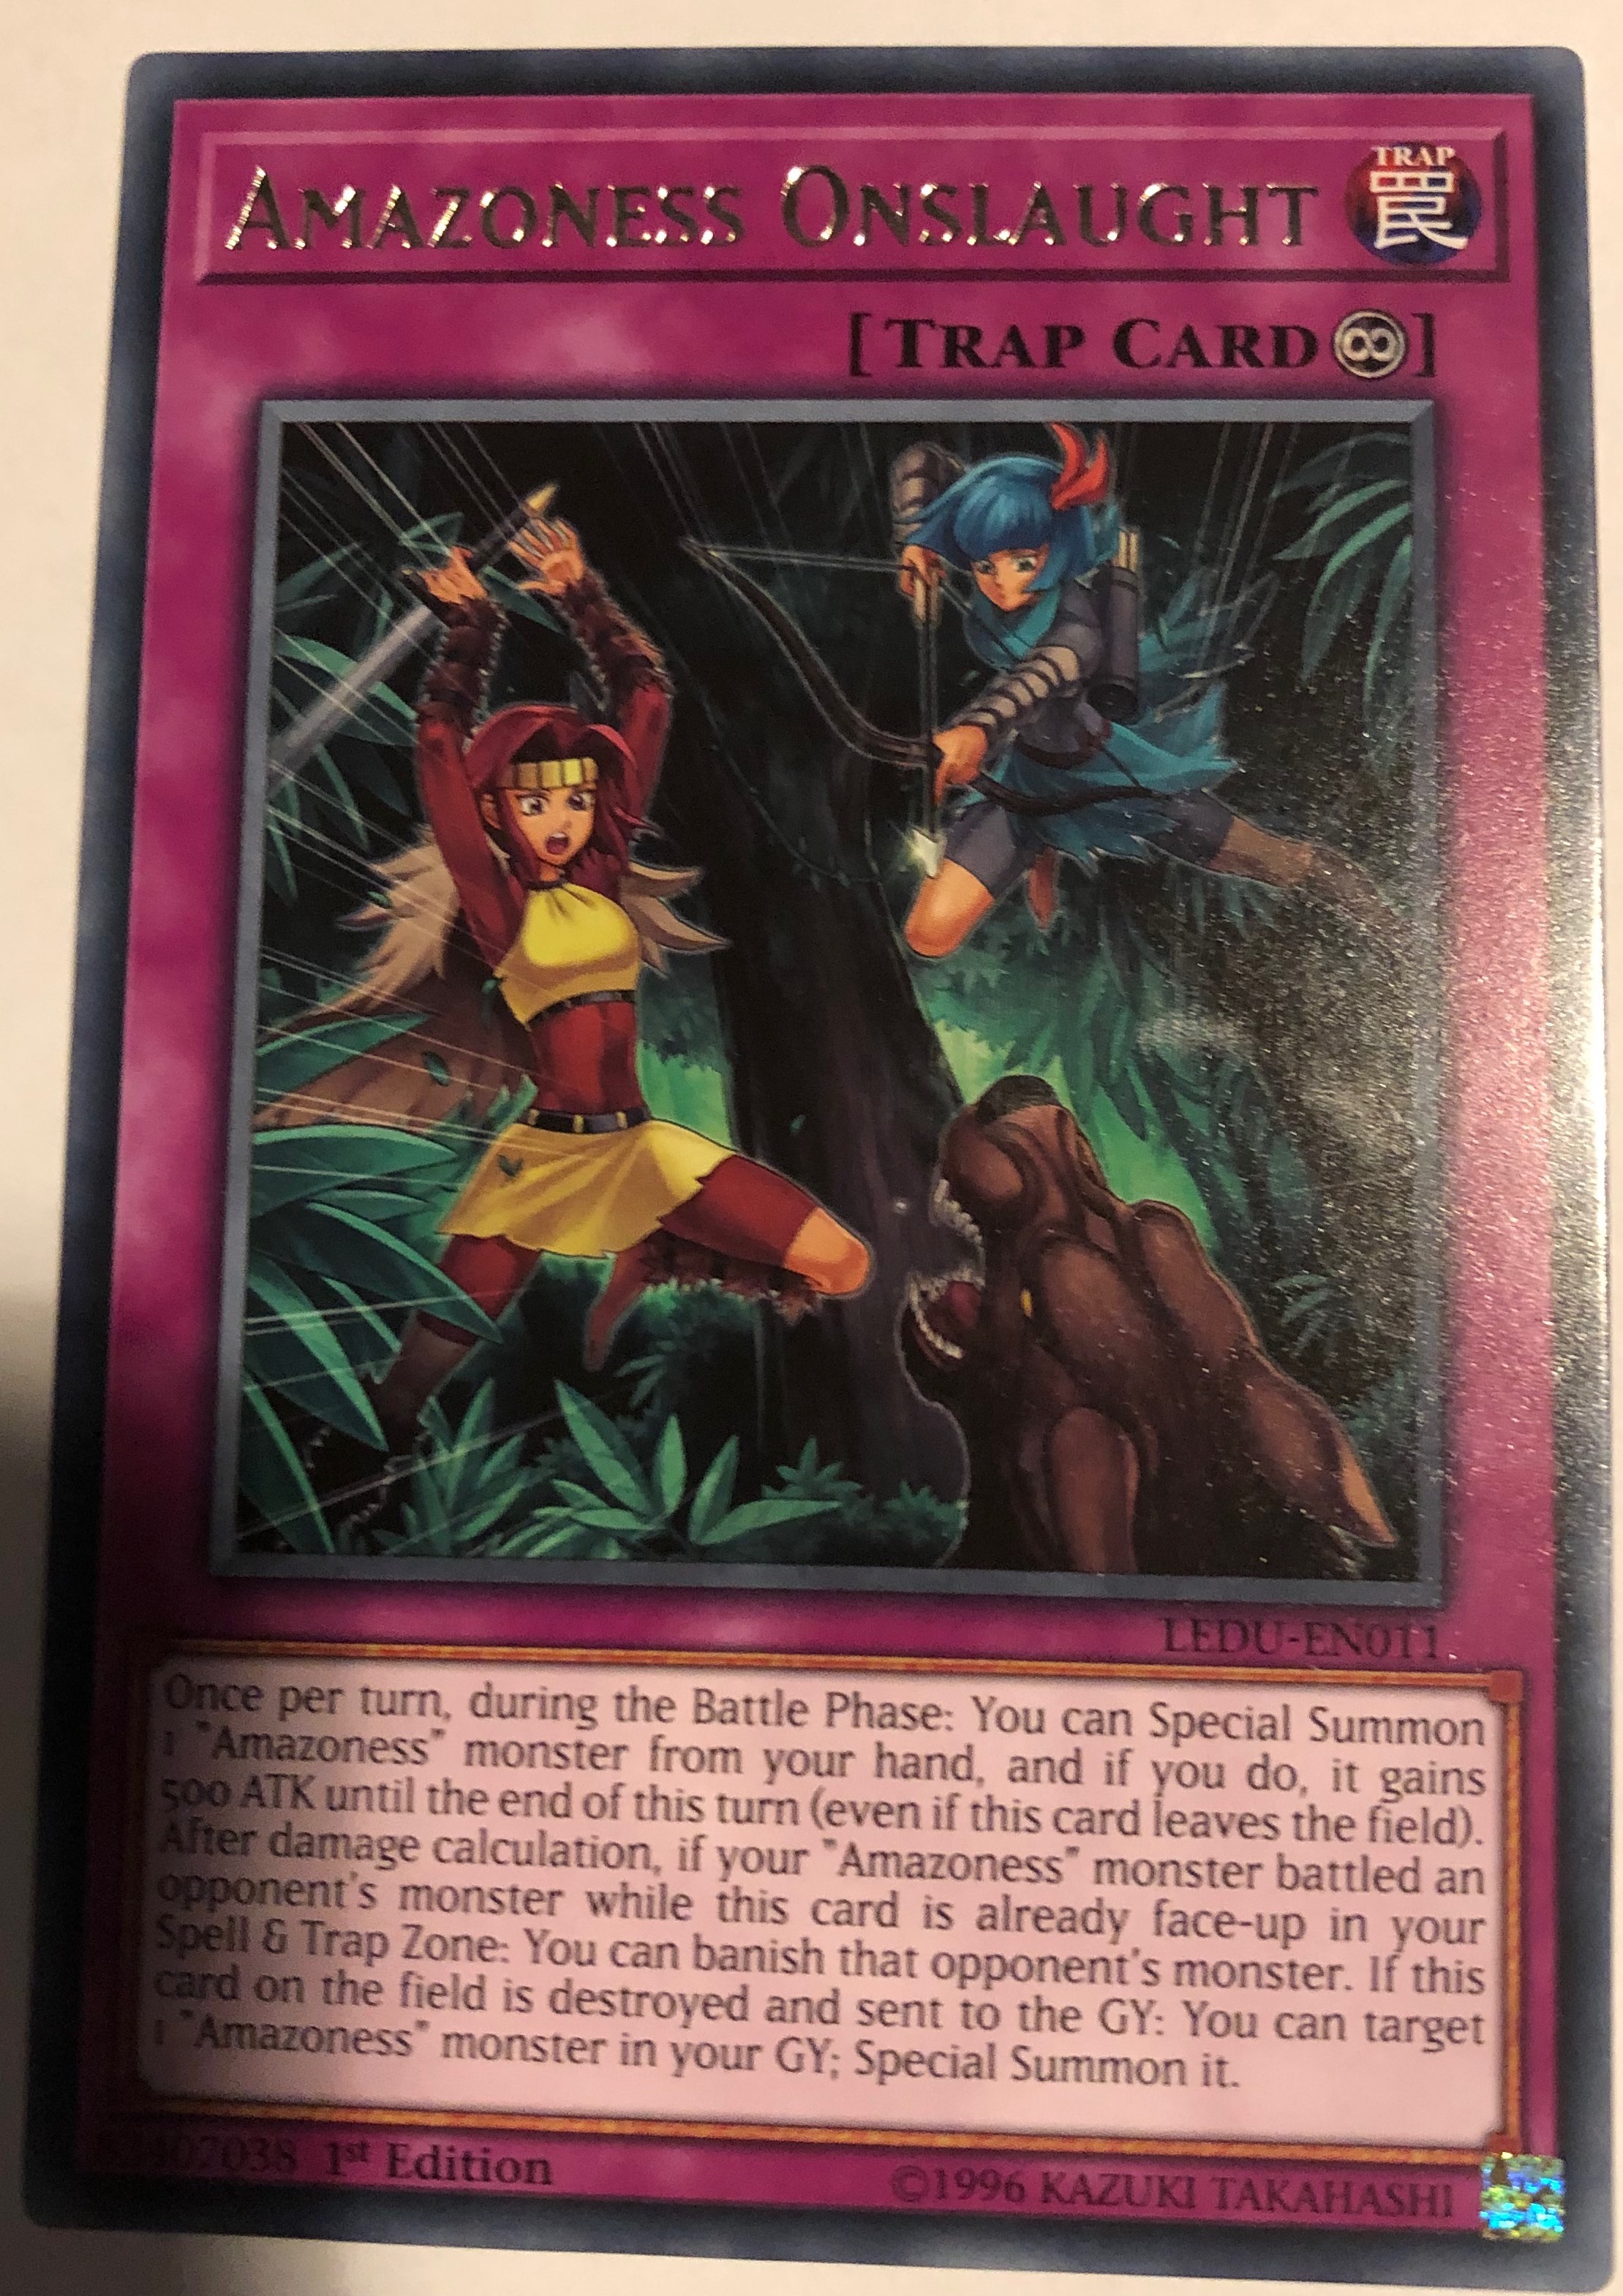 AMAZONESS ONSLAUGHT
TRAP
罠
[TRAP CARD∞]
LEDU-EN011
Once per turn, during the Battle Phase: You can Special Summon
1 "Amazoness" monster from your hand, and if you do, it gains
500 ATK until the end of this turn (even if this card leaves the field).
After damage calculation, if your "Amazoness" monster battled an
opponent's monster while this card is already face-up in your
Spell & Trap Zone: You can banish that opponent's monster. If this
card on the field is destroyed and sent to the GY: You can target
1 "Amazoness" monster in your GY; Special Summon it.
1st Edition
©1996 KAZUKI TAKAHASHI